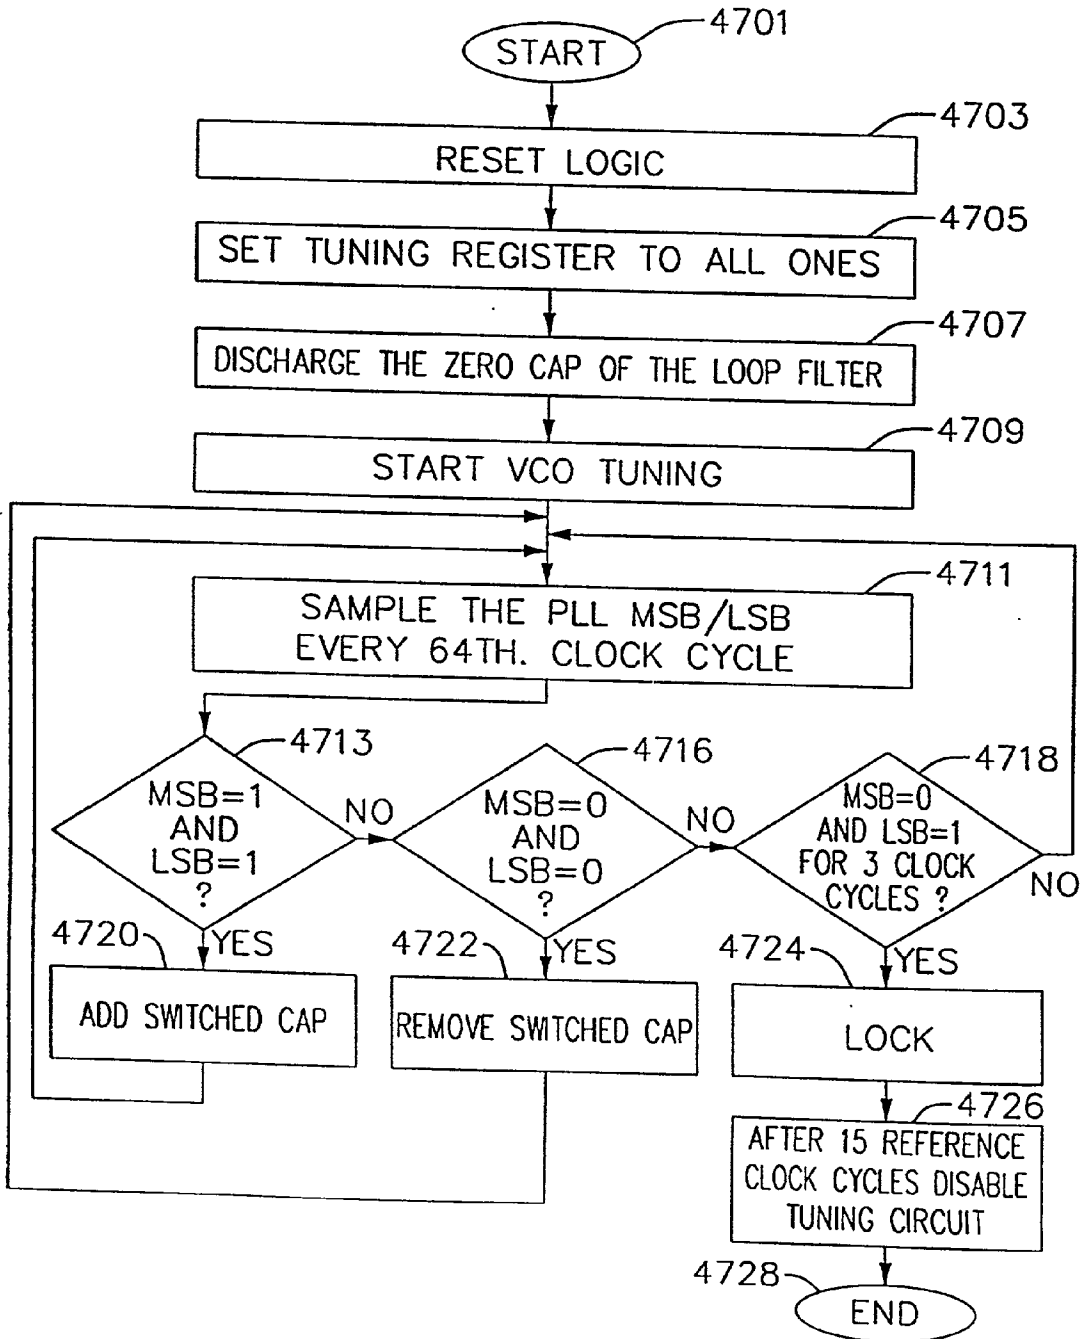 START
4701
4703
RESET LOGIC
4705
SET TUNING REGISTER TO ALL ONES
4707
DISCHARGE THE ZERO CAP OF THE LOOP FILTER
4709
START VCO TUNING
4711
SAMPLE THE PLL MSB/LSB
EVERY 64TH. CLOCK CYCLE
4713
MSB=1
AND
LSB=1
?
NO
4716
MSB=0
AND
LSB=0
?
NO
4718
MSB=0
AND LSB=1
FOR 3 CLOCK
CYCLES ?
NO
4720
YES
ADD SWITCHED CAP
4722
YES
REMOVE SWITCHED CAP
4724
YES
LOCK
4726
AFTER 15 REFERENCE
CLOCK CYCLES DISABLE
TUNING CIRCUIT
4728
END